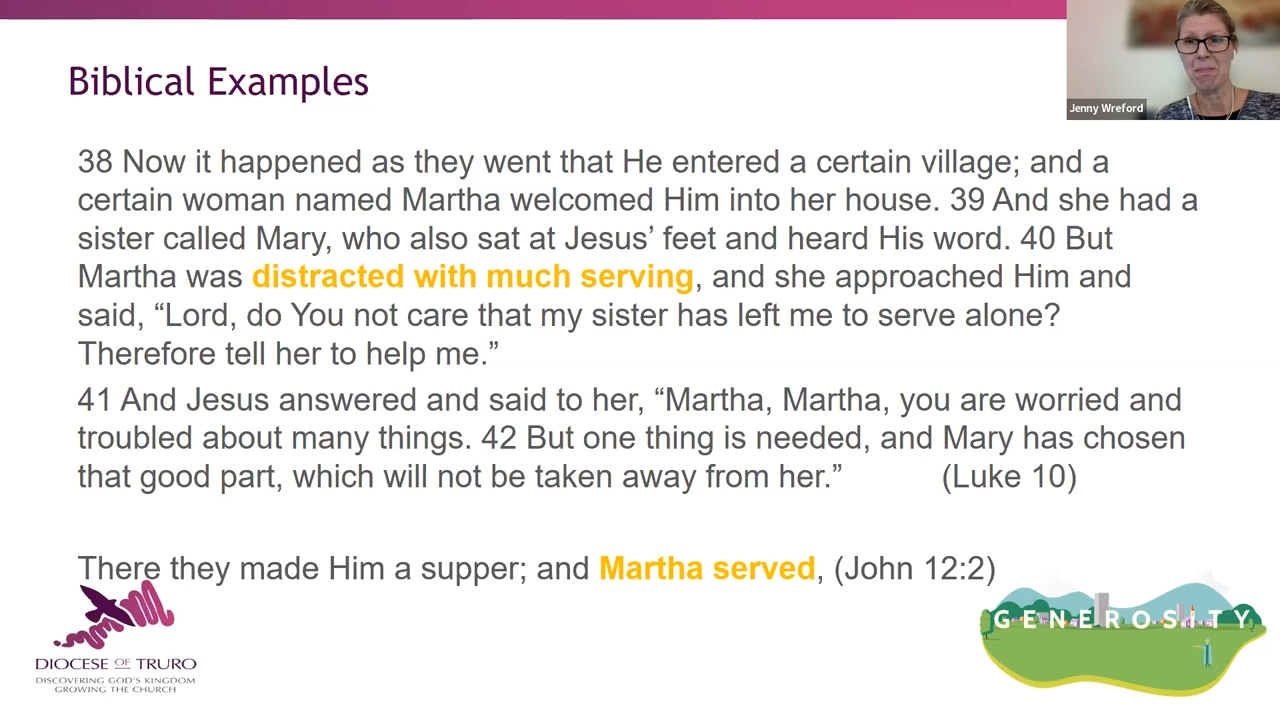 Biblical Examples
Jenny Wreford
38 Now it happened as they went that He entered a certain village; and a
certain woman named Martha welcomed Him into her house. 39 And she had a
sister called Mary, who also sat at Jesus’ feet and heard His word. 40 But
Martha was distracted with much serving, and she approached Him and
said, “Lord, do You not care that my sister has left me to serve alone?
Therefore tell her to help me.”
41 And Jesus answered and said to her, “Martha, Martha, you are worried and
troubled about many things. 42 But one thing is needed, and Mary has chosen
that good part, which will not be taken away from her.” (Luke 10)
There they made Him a supper; and Martha served, (John 12:2)
DIOCESE OF TRURO
DISCOVERING GOD'S KINGDOM
GROWING THE CHURCH
GENEROSITY